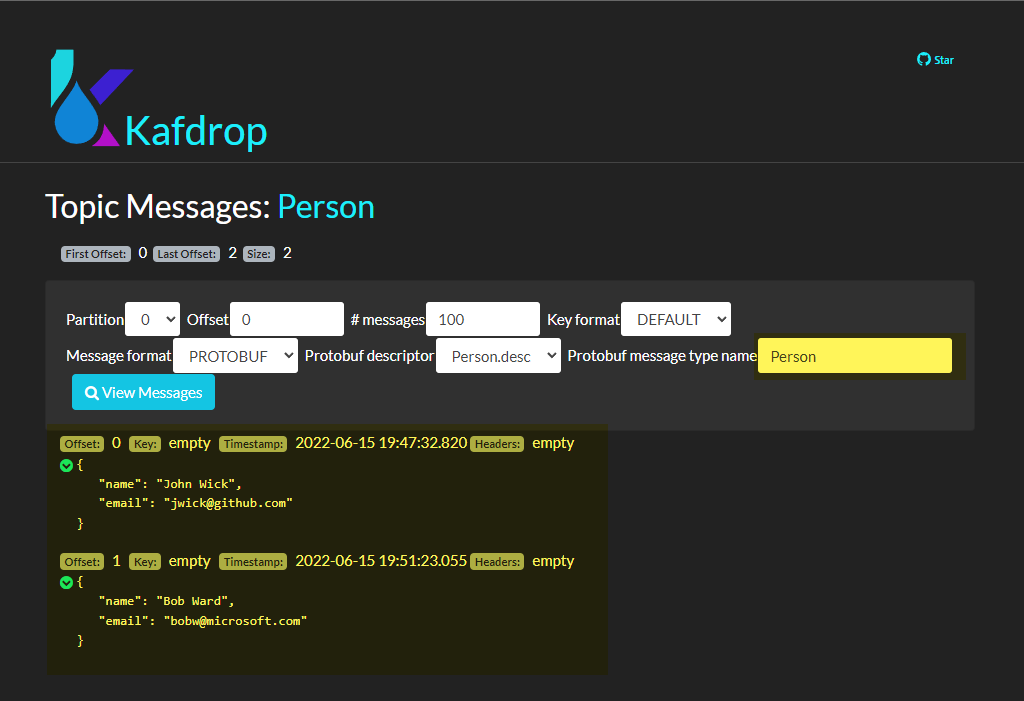 Star
Kafdrop
Topic Messages: Person
First Offset: 0 Last Offset: 2 Size: 2
Partition 0 Offset 0 # messages 100 Key format DEFAULT
Message format PROTOBUF Protobuf descriptor Person.desc Protobuf message type name Person
View Messages
Offset: 0 Key: empty Timestamp: 2022-06-15 19:47:32.820 Headers: empty
{
"name": "John Wick",
"email": "jwick@github.com"
}
Offset: 1 Key: empty Timestamp: 2022-06-15 19:51:23.055 Headers: empty
{
"name": "Bob Ward",
"email": "bobw@microsoft.com"
}